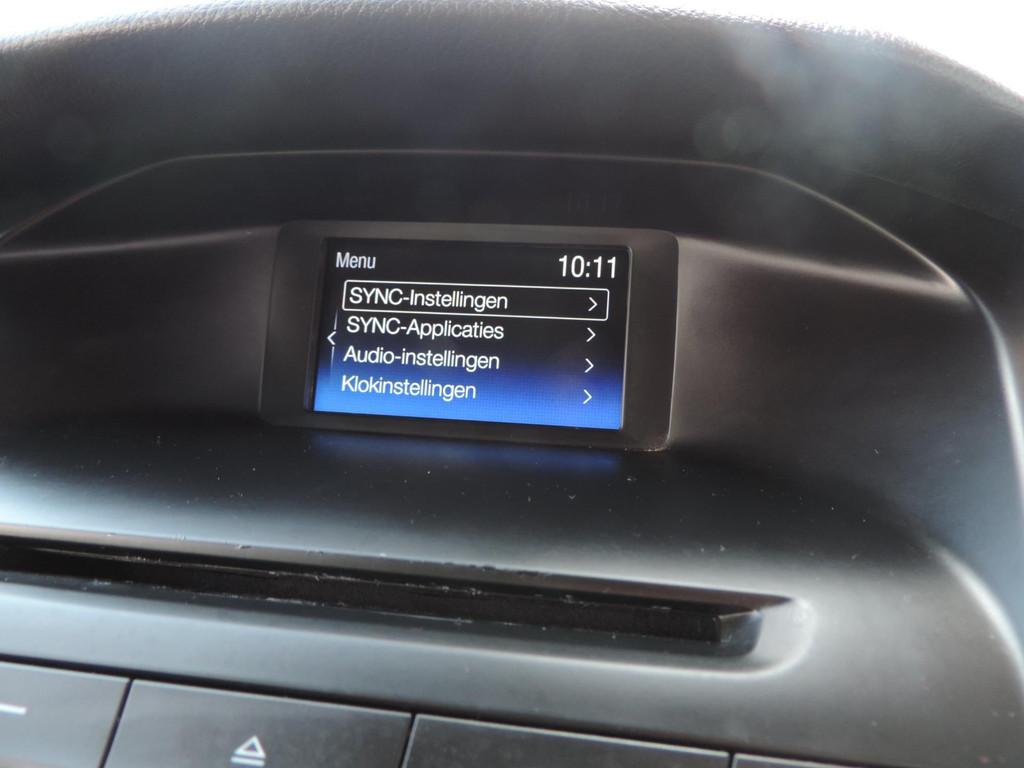 Menu 10:11
SYNC-Instellingen
SYNC-Applicaties
Audio-instellingen
Klokinstellingen